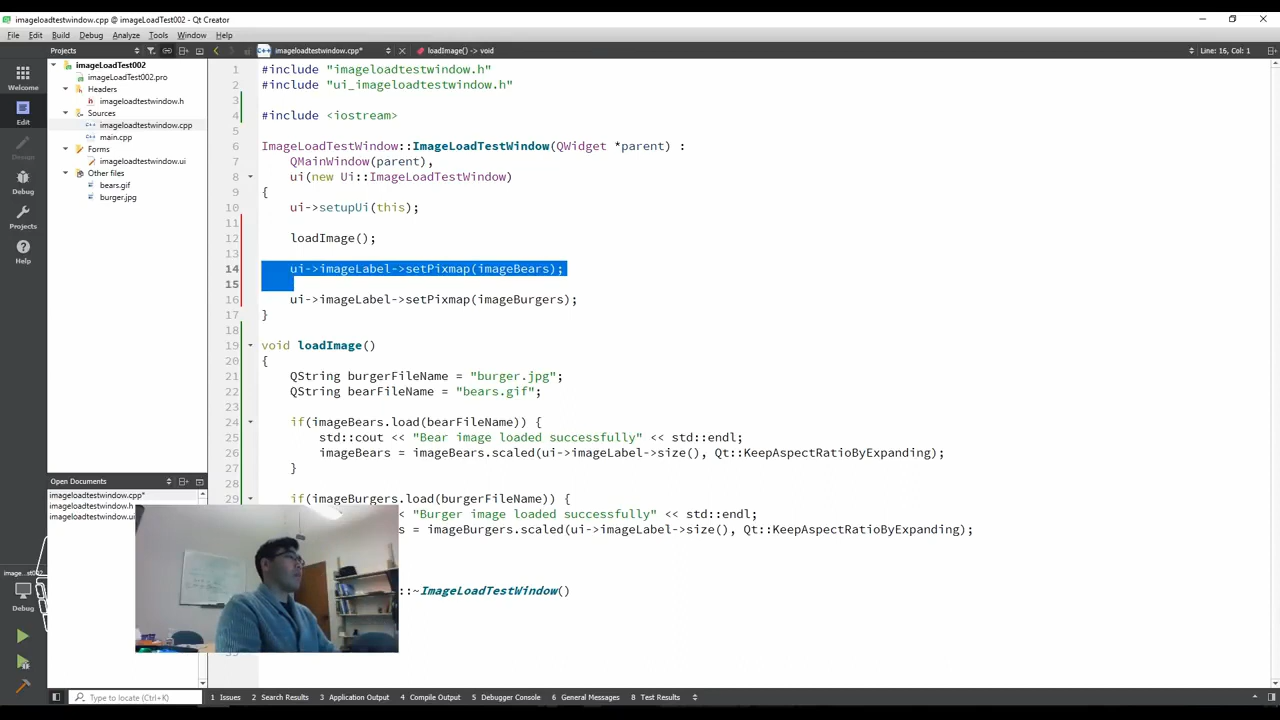 imageloadtestwindow.cpp @ imageLoadTest002 - Qt Creator
File Edit Build Debug Analyze Tools Window Help
Projects
imageloadtestwindow.cpp*
loadImage() -> void
Line: 16, Col: 1
Welcome
Edit
Design
Debug
Projects
Help
imageLoadTest002
imageLoadTest002.pro
Headers
imageloadtestwindow.h
Sources
imageloadtestwindow.cpp
main.cpp
Forms
imageloadtestwindow.ui
Other files
bears.gif
burger.jpg
Open Documents
imageloadtestwindow.cpp*
imageloadtestwindow.h
imageloadtestwindow.ui
Debug
1 #include "imageloadtestwindow.h"
2 #include "ui_imageloadtestwindow.h"
3
4 #include <iostream>
5
6 ImageLoadTestWindow::ImageLoadTestWindow(QWidget *parent) :
7 QMainWindow(parent),
8 ui(new Ui::ImageLoadTestWindow)
9 {
10 ui->setupUi(this);
11
12 loadImage();
13
14 ui->imageLabel->setPixmap(imageBears);
15
16 ui->imageLabel->setPixmap(imageBurgers);
17 }
18
19 void loadImage()
20 {
21 QString burgerFileName = "burger.jpg";
22 QString bearFileName = "bears.gif";
23
24 if(imageBears.load(bearFileName)) {
25 std::cout << "Bear image loaded successfully" << std::endl;
26 imageBears = imageBears.scaled(ui->imageLabel->size(), Qt::KeepAspectRatioByExpanding);
27 }
28
29 if(imageBurgers.load(burgerFileName)) {
<< "Burger image loaded successfully" << std::endl;
s = imageBurgers.scaled(ui->imageLabel->size(), Qt::KeepAspectRatioByExpanding);
::~ImageLoadTestWindow()
Type to locate (Ctrl+K)
1 Issues 2 Search Results 3 Application Output 4 Compile Output 5 Debugger Console 6 General Messages 8 Test Results